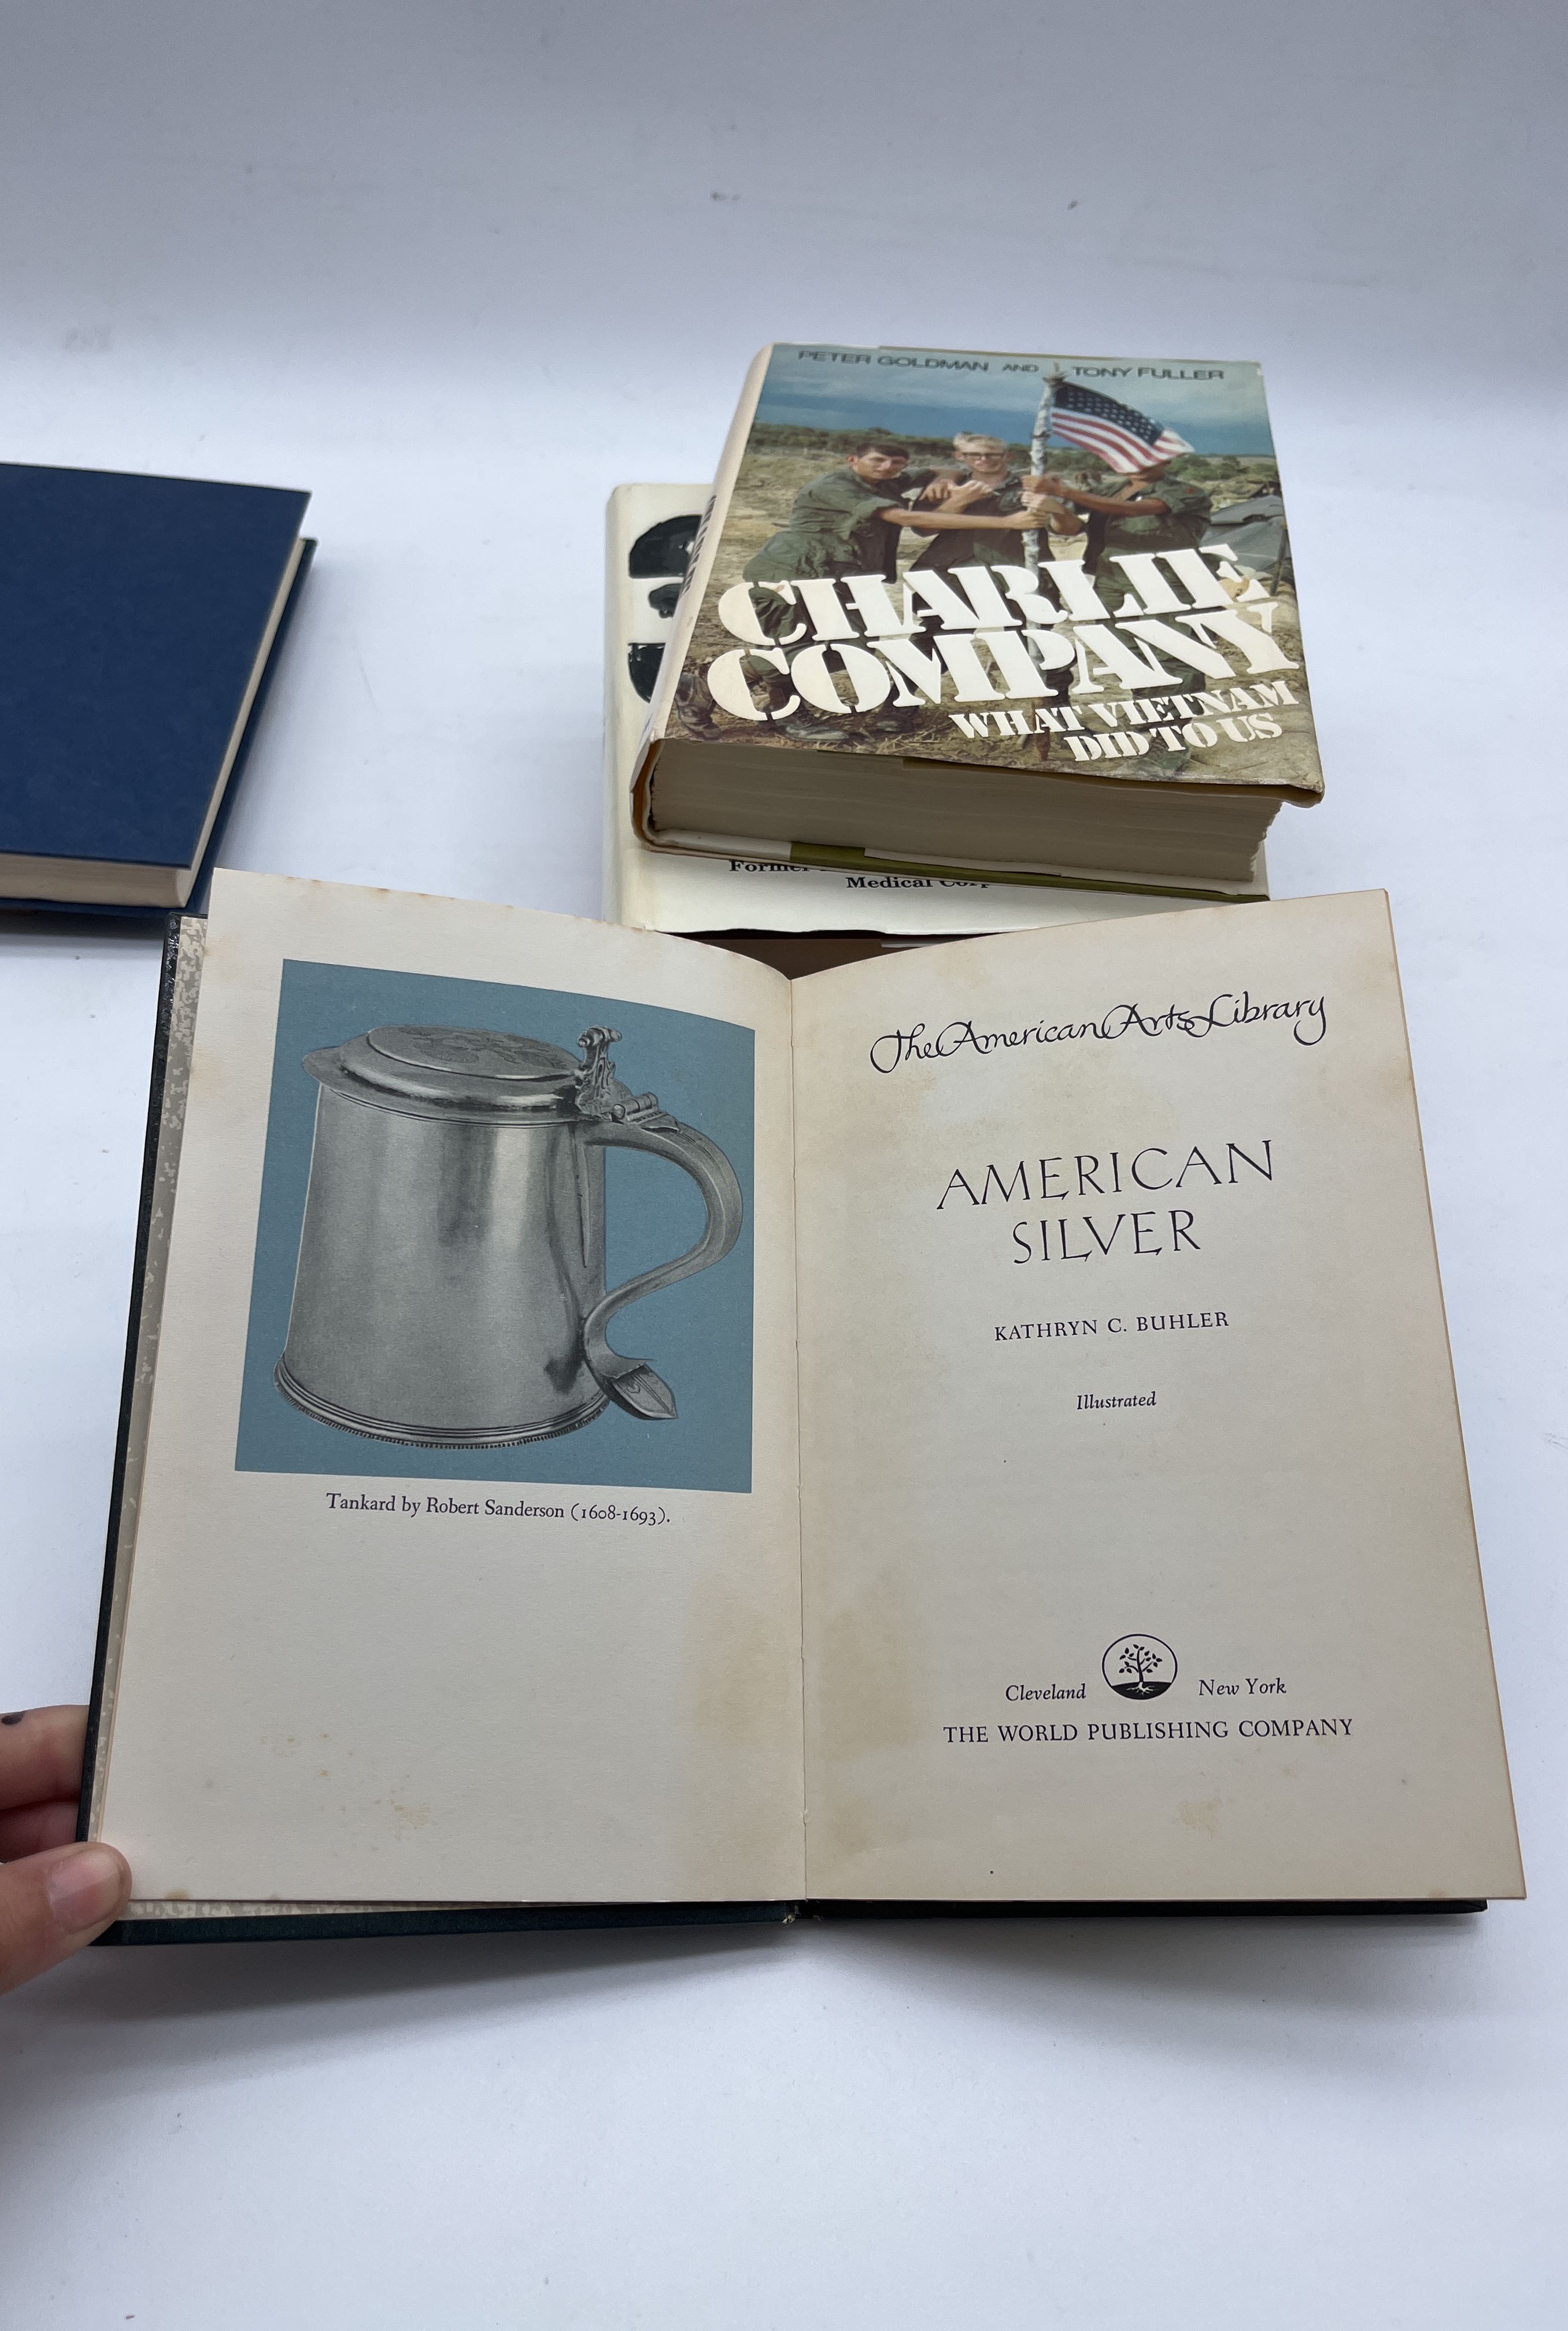 PETER GOLDMAN AND TONY FULLER
CHARLIE
COMPANY
WHAT VIETNAM
DID TO US
Medical
The American Arts Library
AMERICAN
SILVER
KATHRYN C. BUHLER
Illustrated
Cleveland New York
THE WORLD PUBLISHING COMPANY
Tankard by Robert Sanderson (1608-1693).